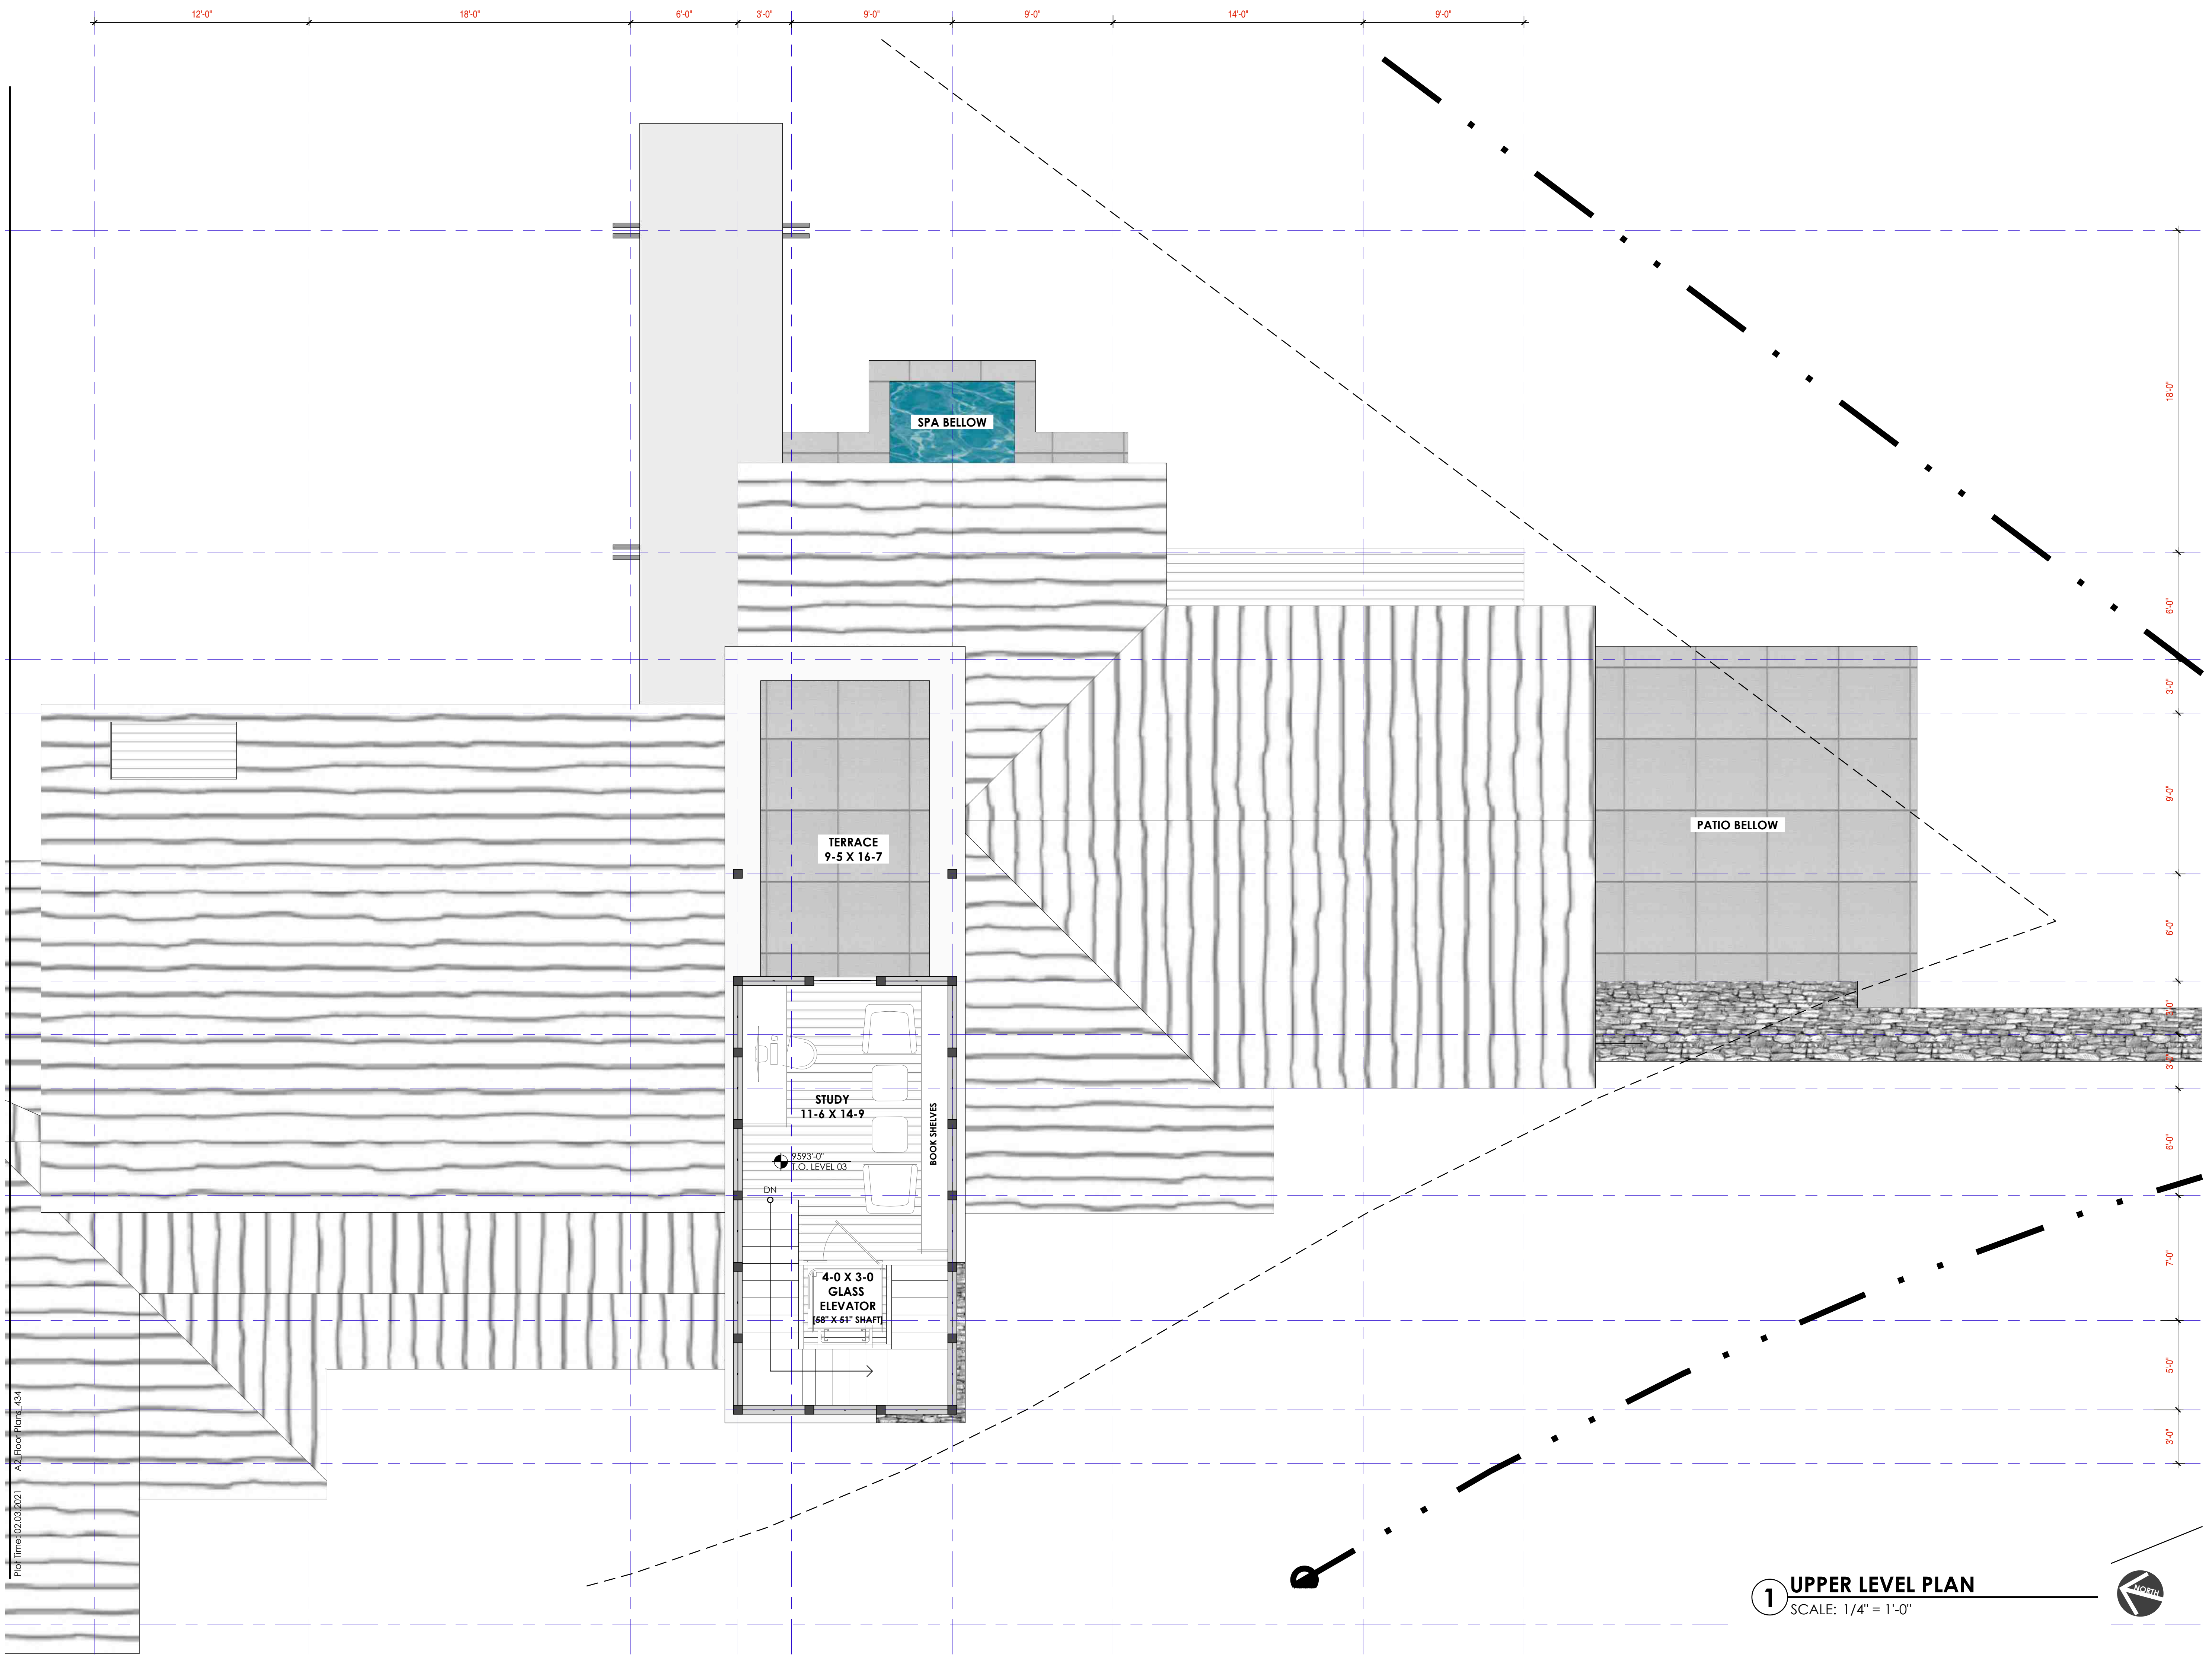 12'-0"
18'-0"
6'-0"
3'-0"
9'-0"
9'-0"
14'-0"
9'-0"
SPA BELLOW
18'-0"
6'-0"
3'-0"
9'-0"
PATIO BELLOW
TERRACE
9-5 X 16-7
6'-0"
3'-0"
3'-0"
STUDY
11-6 X 14-9
BOOK SHELVES
6'-0"
9593'-0"
T.O. LEVEL 03
DN
7'-0"
4-0 X 3-0
GLASS
ELEVATOR
[58" X 51" SHAFT]
5'-0"
3'-0"
Plot Time: 02.03.2021 A2_Floor Plans_434
1 UPPER LEVEL PLAN
SCALE: 1/4" = 1'-0"
NORTH